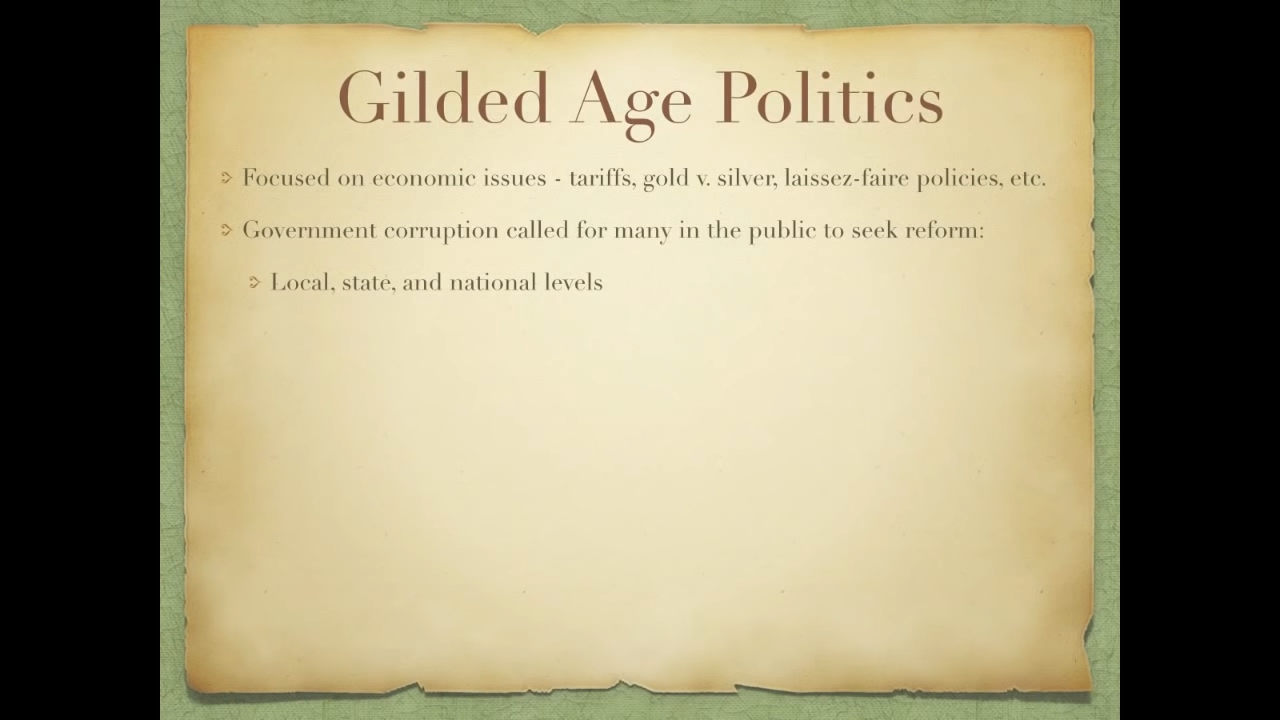 Gilded Age Politics
Focused on economic issues - tariffs, gold v. silver, laissez-faire policies, etc.
Government corruption called for many in the public to seek reform:
Local, state, and national levels